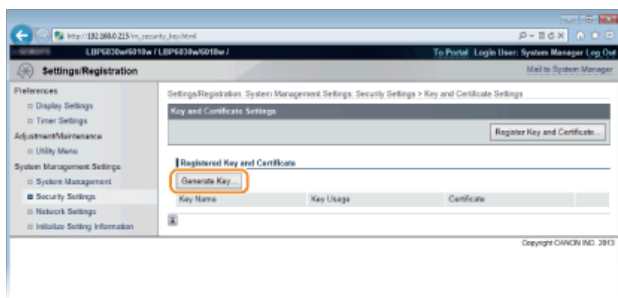 http://192.168.0.215/m_security_key.html
LBP6030w/6018w / LBP6030w/6018w /
To Portal Login User: System Manager Log Out
Settings/Registration
Mail to System Manager
Preferences
Settings/Registration: System Management Settings: Security Settings > Key and Certificate Settings
Display Settings
Key and Certificate Settings
Timer Settings
Adjustment/Maintenance
Register Key and Certificate...
Utility Menu
System Management Settings
Registered Key and Certificate
System Management
Generate Key...
Security Settings
Key Name Key Usage Certificate
Network Settings
Initialize Setting Information
Copyright CANON INC. 2013